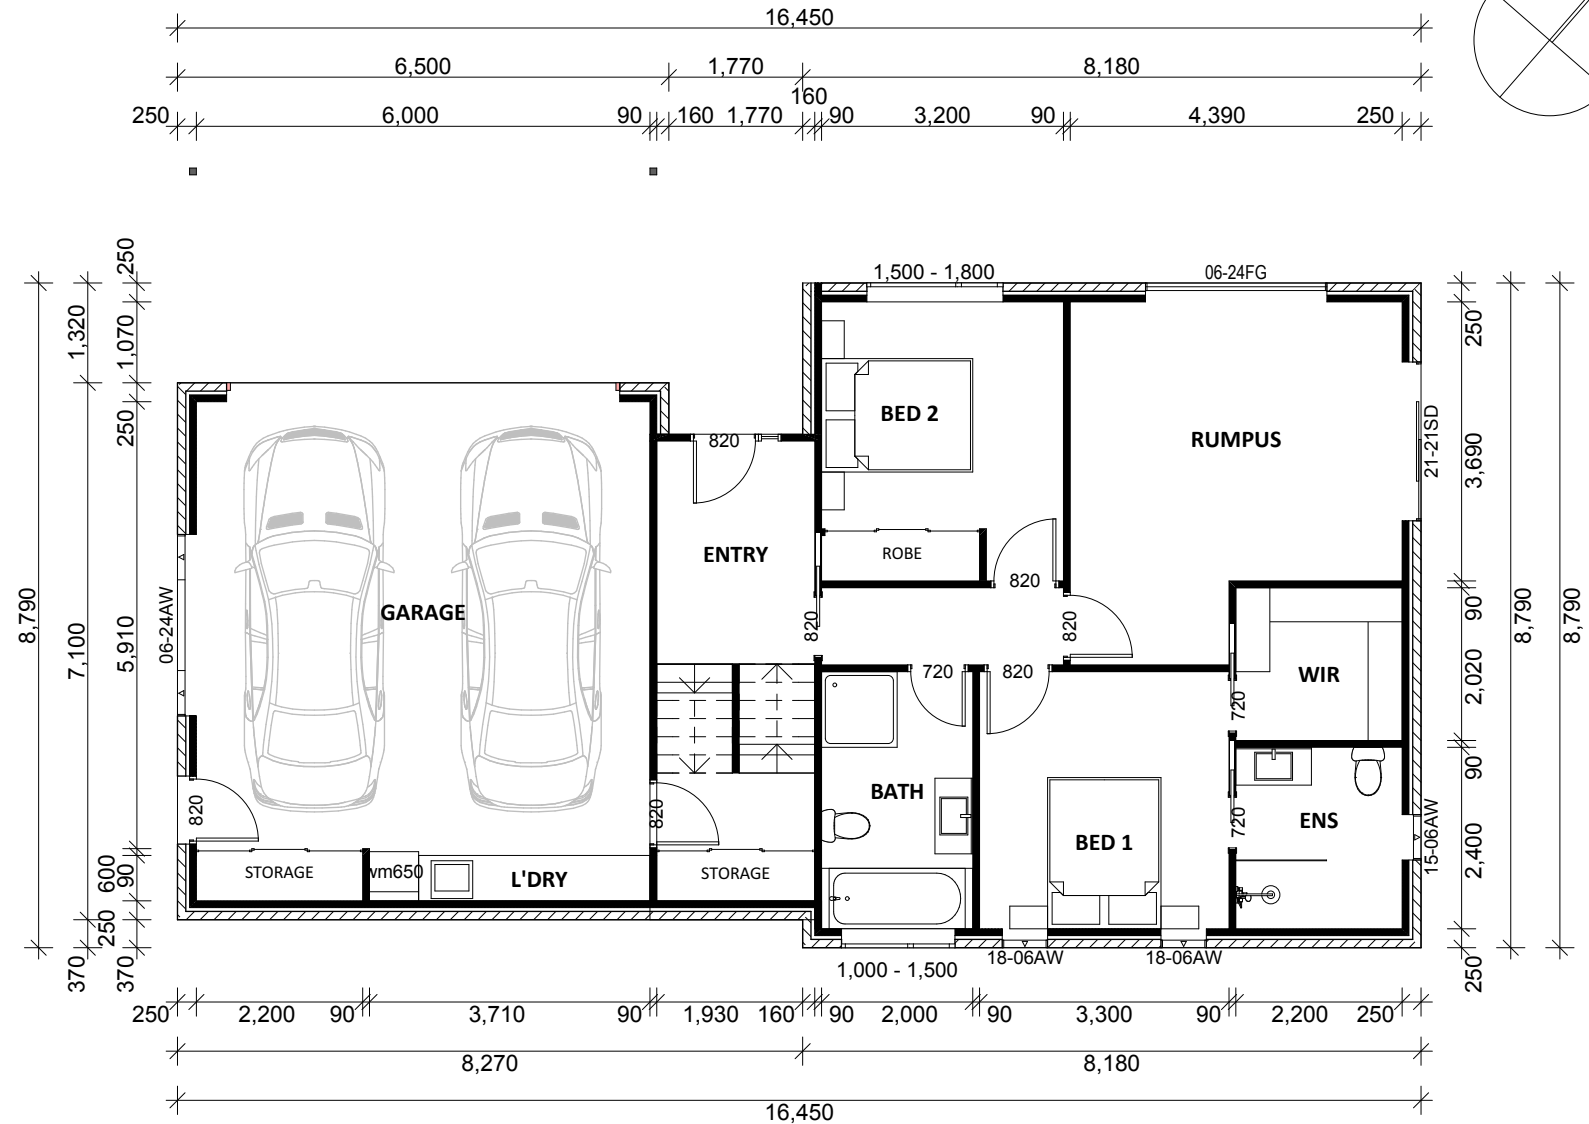 16,450
6,500 1,770 8,180
160
250 6,000 90 160 1,770 90 3,200 90 4,390 250
1,500 - 1,800 06-24FG
8,790
1,320
7,100
370
250
1,070
250
5,910
600
90
250
370
06-24AW
GARAGE
820
STORAGE
wm650
L'DRY
820
ENTRY
820
820
STORAGE
BED 2
ROBE
820
820
RUMPUS
21-21SD
720
820
BATH
BED 1
WIR
720
ENS
720
15-06AW
250
3,690
90
2,020
90
2,400
250
8,790
8,790
1,000 - 1,500
18-06AW
18-06AW
250 2,200 90 3,710 90 1,930 160 90 2,000 90 3,300 90 2,200 250
8,270 8,180
16,450